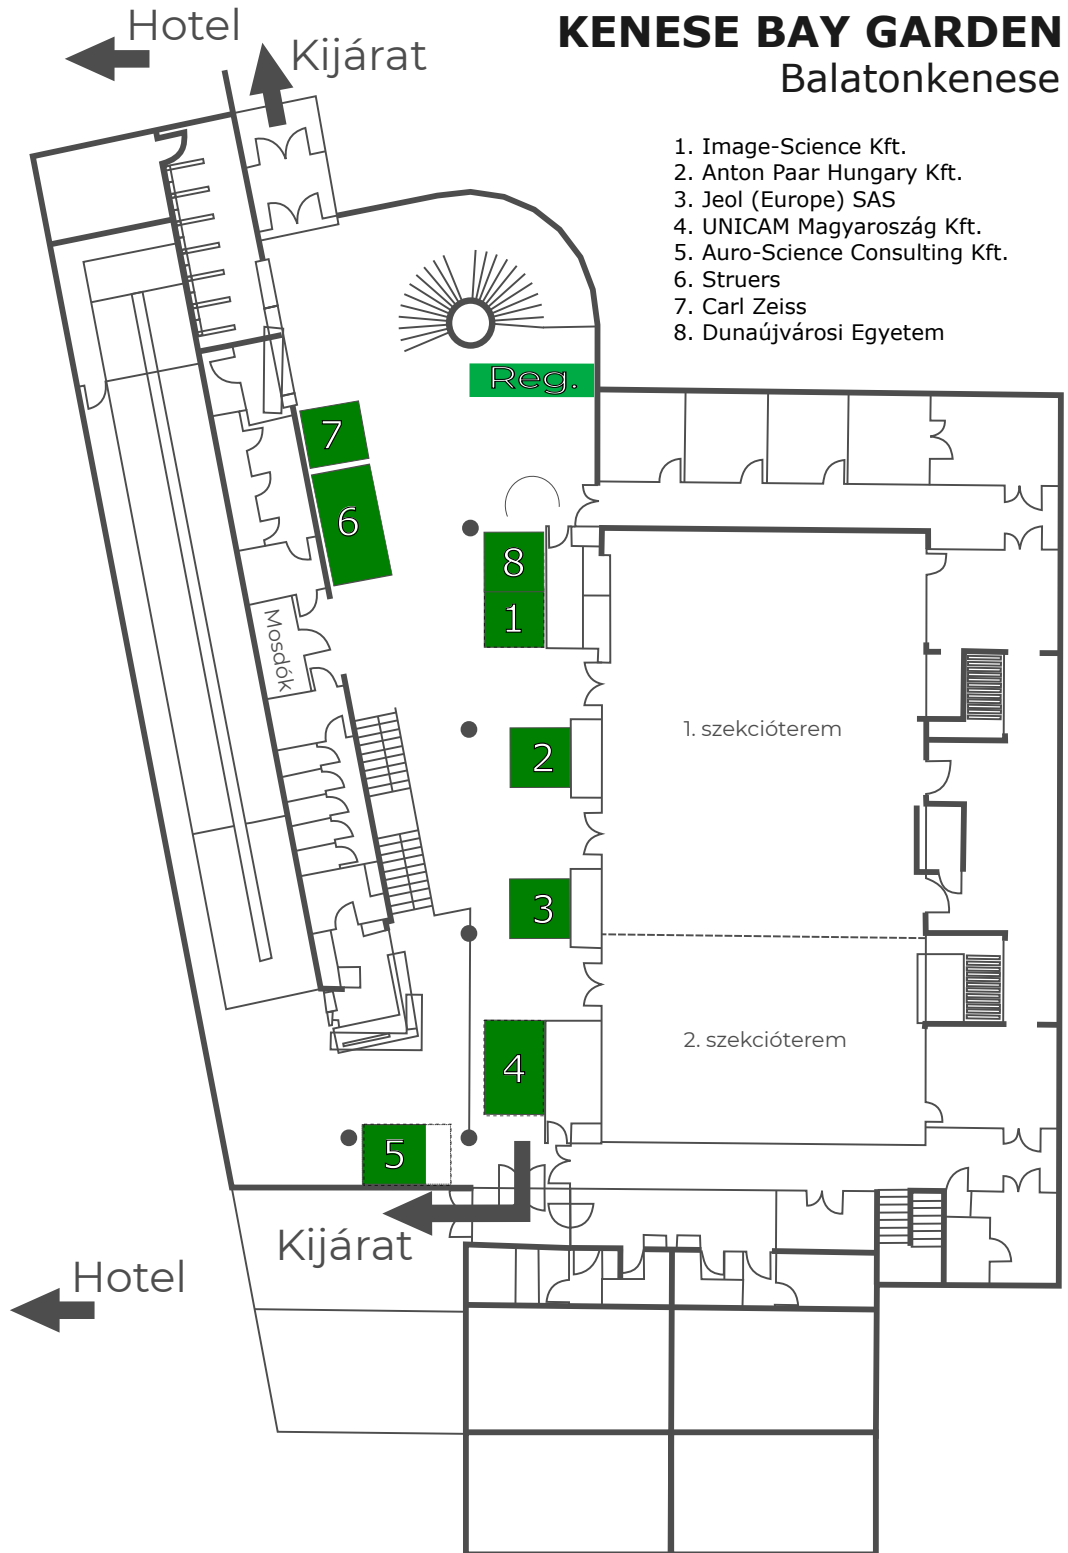 Hotel
Kijárat
KENESE BAY GARDEN
Balatonkenese
1. Image-Science Kft.
2. Anton Paar Hungary Kft.
3. Jeol (Europe) SAS
4. UNICAM Magyaroszág Kft.
5. Auro-Science Consulting Kft.
6. Struers
7. Carl Zeiss
8. Dunaújvárosi Egyetem
Reg.
7
6
8
1
Mosdók
1. szekcióterem
2
3
2. szekcióterem
4
5
Kijárat
Hotel